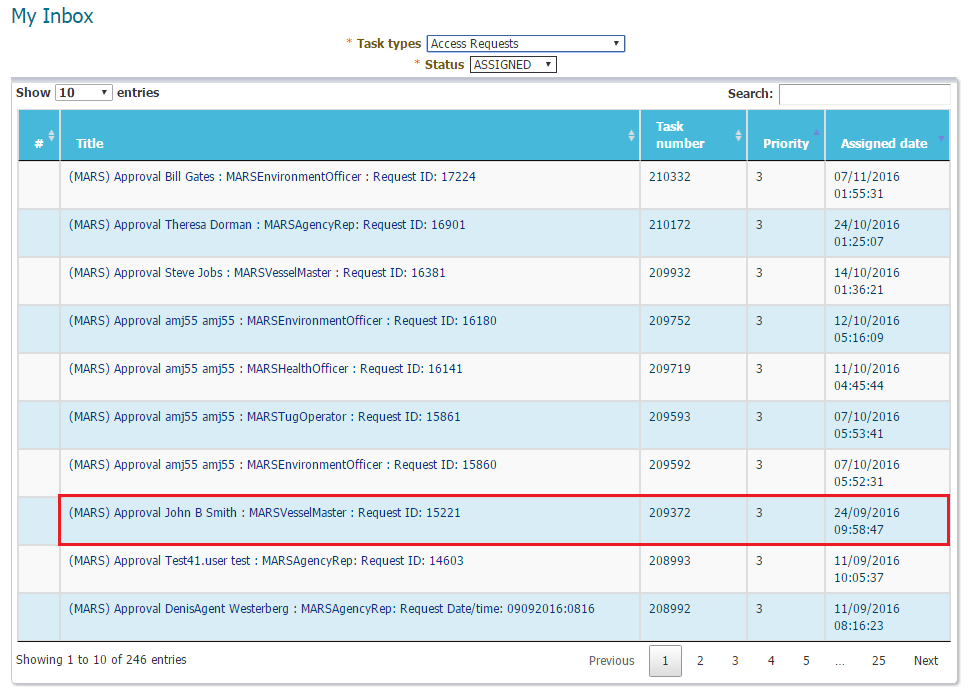 My Inbox
* Task types Access Requests
* Status ASSIGNED
Show 10 entries Search:
# Title Task number Priority Assigned date
(MARS) Approval Bill Gates : MARSEnvironmentOfficer : Request ID: 17224 210332 3 07/11/2016 01:55:31
(MARS) Approval Theresa Dorman : MARSAgencyRep: Request ID: 16901 210172 3 24/10/2016 01:25:07
(MARS) Approval Steve Jobs : MARSVesselMaster : Request ID: 16381 209932 3 14/10/2016 01:36:21
(MARS) Approval amj55 amj55 : MARSEnvironmentOfficer : Request ID: 16180 209752 3 12/10/2016 05:16:09
(MARS) Approval amj55 amj55 : MARSHealthOfficer : Request ID: 16141 209719 3 11/10/2016 04:45:44
(MARS) Approval amj55 amj55 : MARSTugOperator : Request ID: 15861 209593 3 07/10/2016 05:53:41
(MARS) Approval amj55 amj55 : MARSEnvironmentOfficer : Request ID: 15860 209592 3 07/10/2016 05:52:31
(MARS) Approval John B Smith : MARSVesselMaster : Request ID: 15221 209372 3 24/09/2016 09:58:47
(MARS) Approval Test41.user test : MARSAgencyRep: Request ID: 14603 208993 3 11/09/2016 10:05:37
(MARS) Approval DenisAgent Westerberg : MARSAgencyRep: Request Date/time: 09092016:0816 208992 3 11/09/2016 08:16:23
Showing 1 to 10 of 246 entries Previous 1 2 3 4 5 ... 25 Next